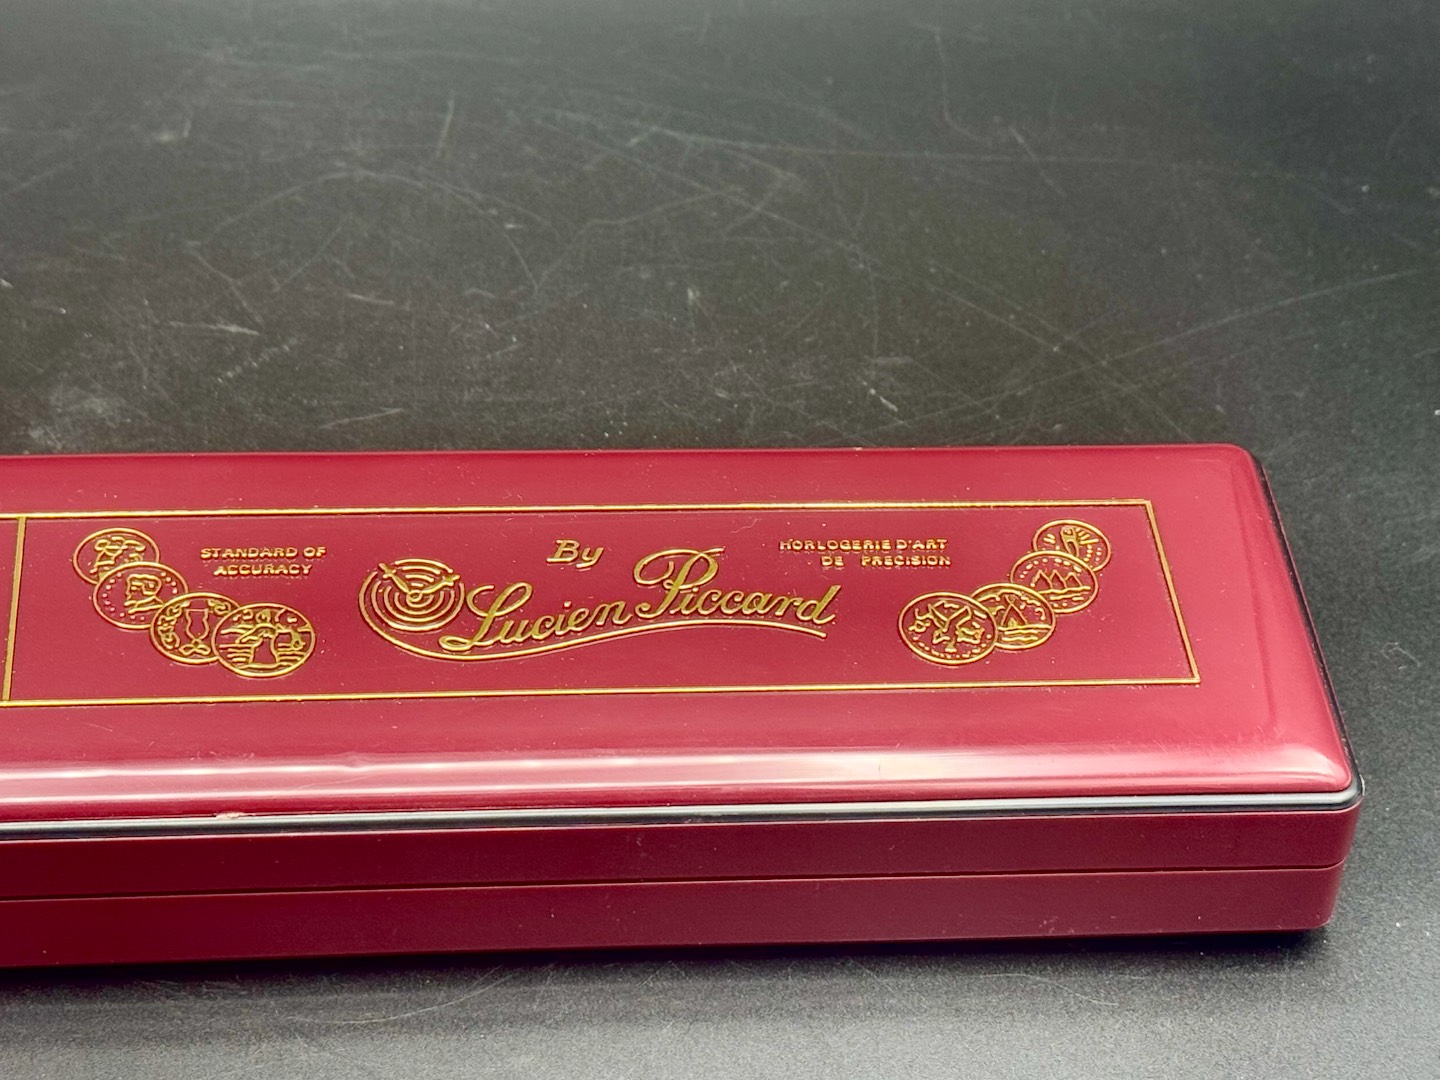 STANDARD OF
ACCURACY
By
Lucien Piccard
HORLOGERIE D'ART
DE PRECISION